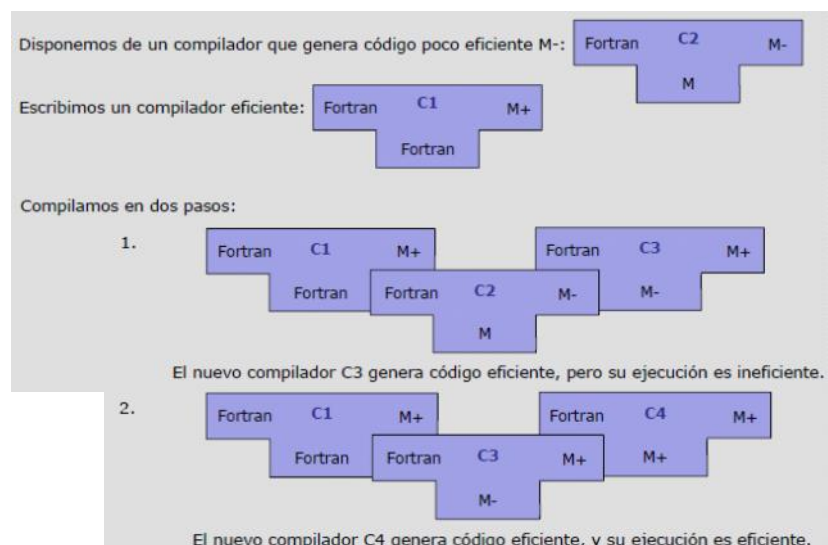 Disponemos de un compilador que genera código poco eficiente M-: Fortran C2 M-
M
Escribimos un compilador eficiente: Fortran C1 M+
Fortran
Compilamos en dos pasos:
1. Fortran C1 M+ Fortran C3 M+
Fortran Fortran C2 M- M-
M
El nuevo compilador C3 genera código eficiente, pero su ejecución es ineficiente.
2. Fortran C1 M+ Fortran C4 M+
Fortran Fortran C3 M+ M+
M-
El nuevo compilador C4 genera código eficiente, y su ejecución es eficiente.